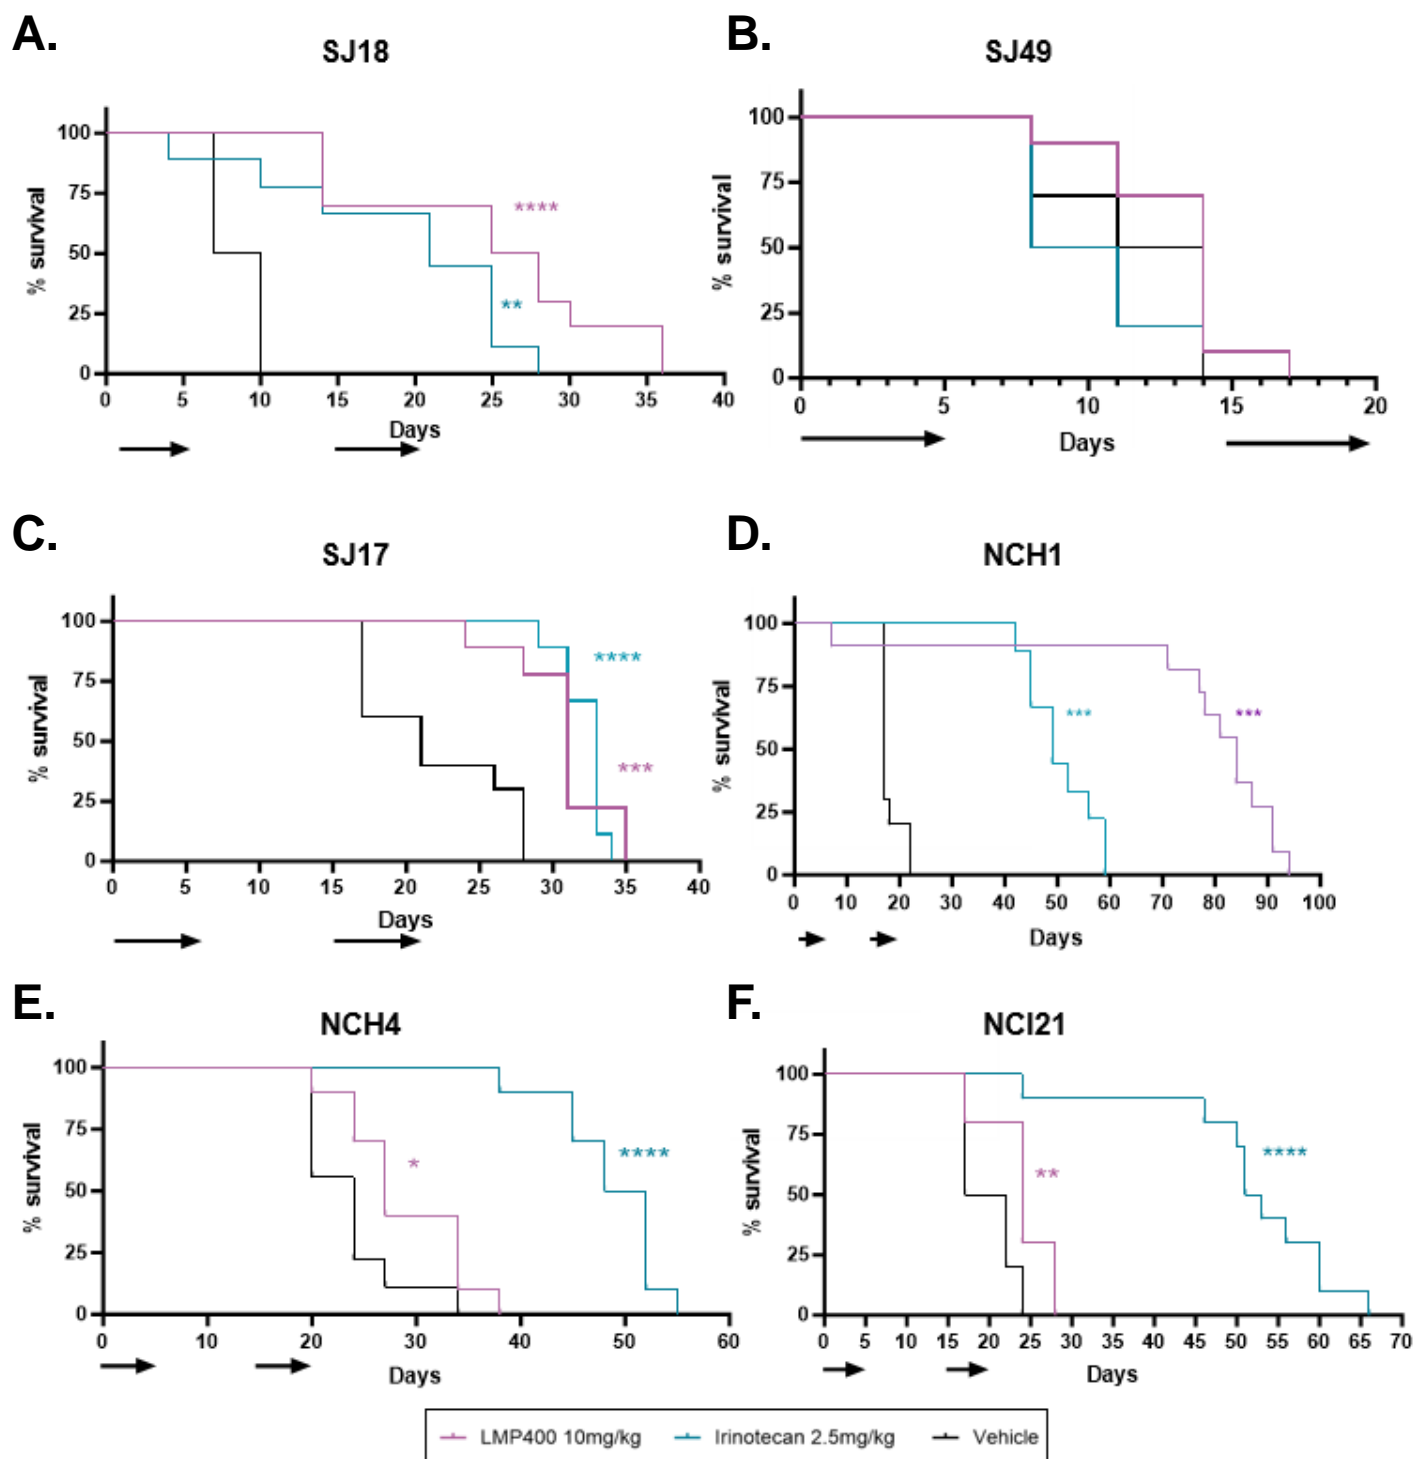 A.
SJ18
% survival
100
75
50
25
0
0 5 10 15 20 25 30 35 40
Days
****
**
B.
SJ49
% survival
100
75
50
25
0
0 5 10 15 20
Days
C.
SJ17
% survival
100
75
50
25
0
0 5 10 15 20 25 30 35 40
Days
****
***
D.
NCH1
% survival
100
75
50
25
0
0 10 20 30 40 50 60 70 80 90 100
Days
***
***
E.
NCH4
% survival
100
75
50
25
0
0 10 20 30 40 50 60
Days
*
****
F.
NCI21
% survival
100
75
50
25
0
0 5 10 15 20 25 30 35 40 45 50 55 60 65 70
Days
**
****
LMP400 10mg/kg Irinotecan 2.5mg/kg Vehicle